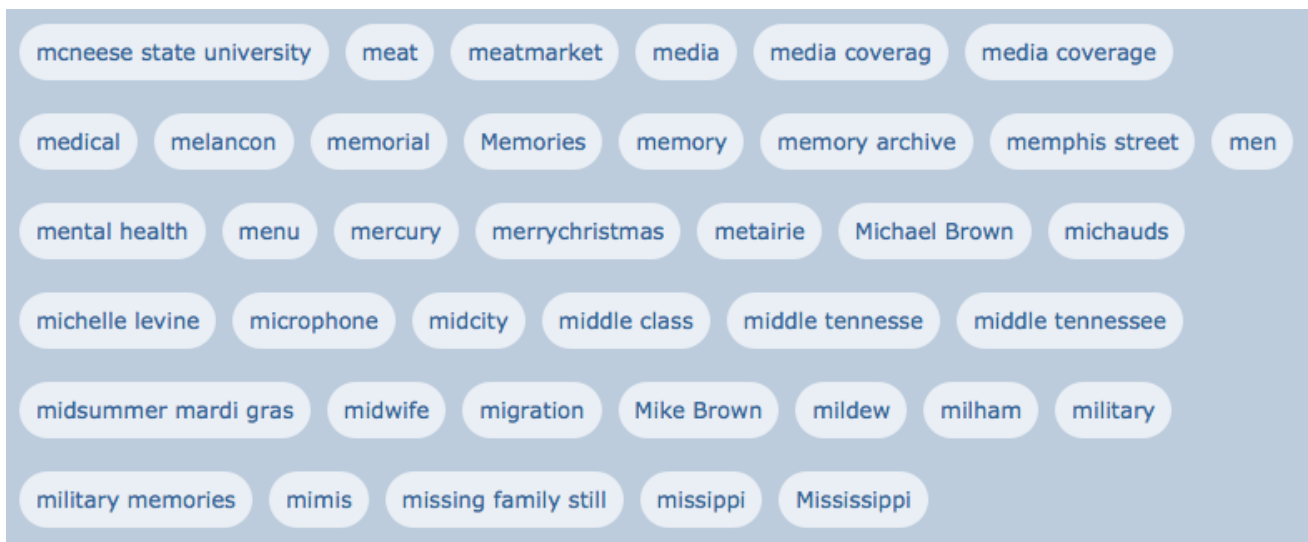 mcneese state university meat meatmarket media media coverag media coverage
medical melancon memorial Memories memory memory archive memphis street men
mental health menu mercury merrychristmas metairie Michael Brown michauds
michelle levine microphone midcity middle class middle tennesse middle tennessee
midsummer mardi gras midwife migration Mike Brown mildew milham military
military memories mimis missing family still missippi Mississippi